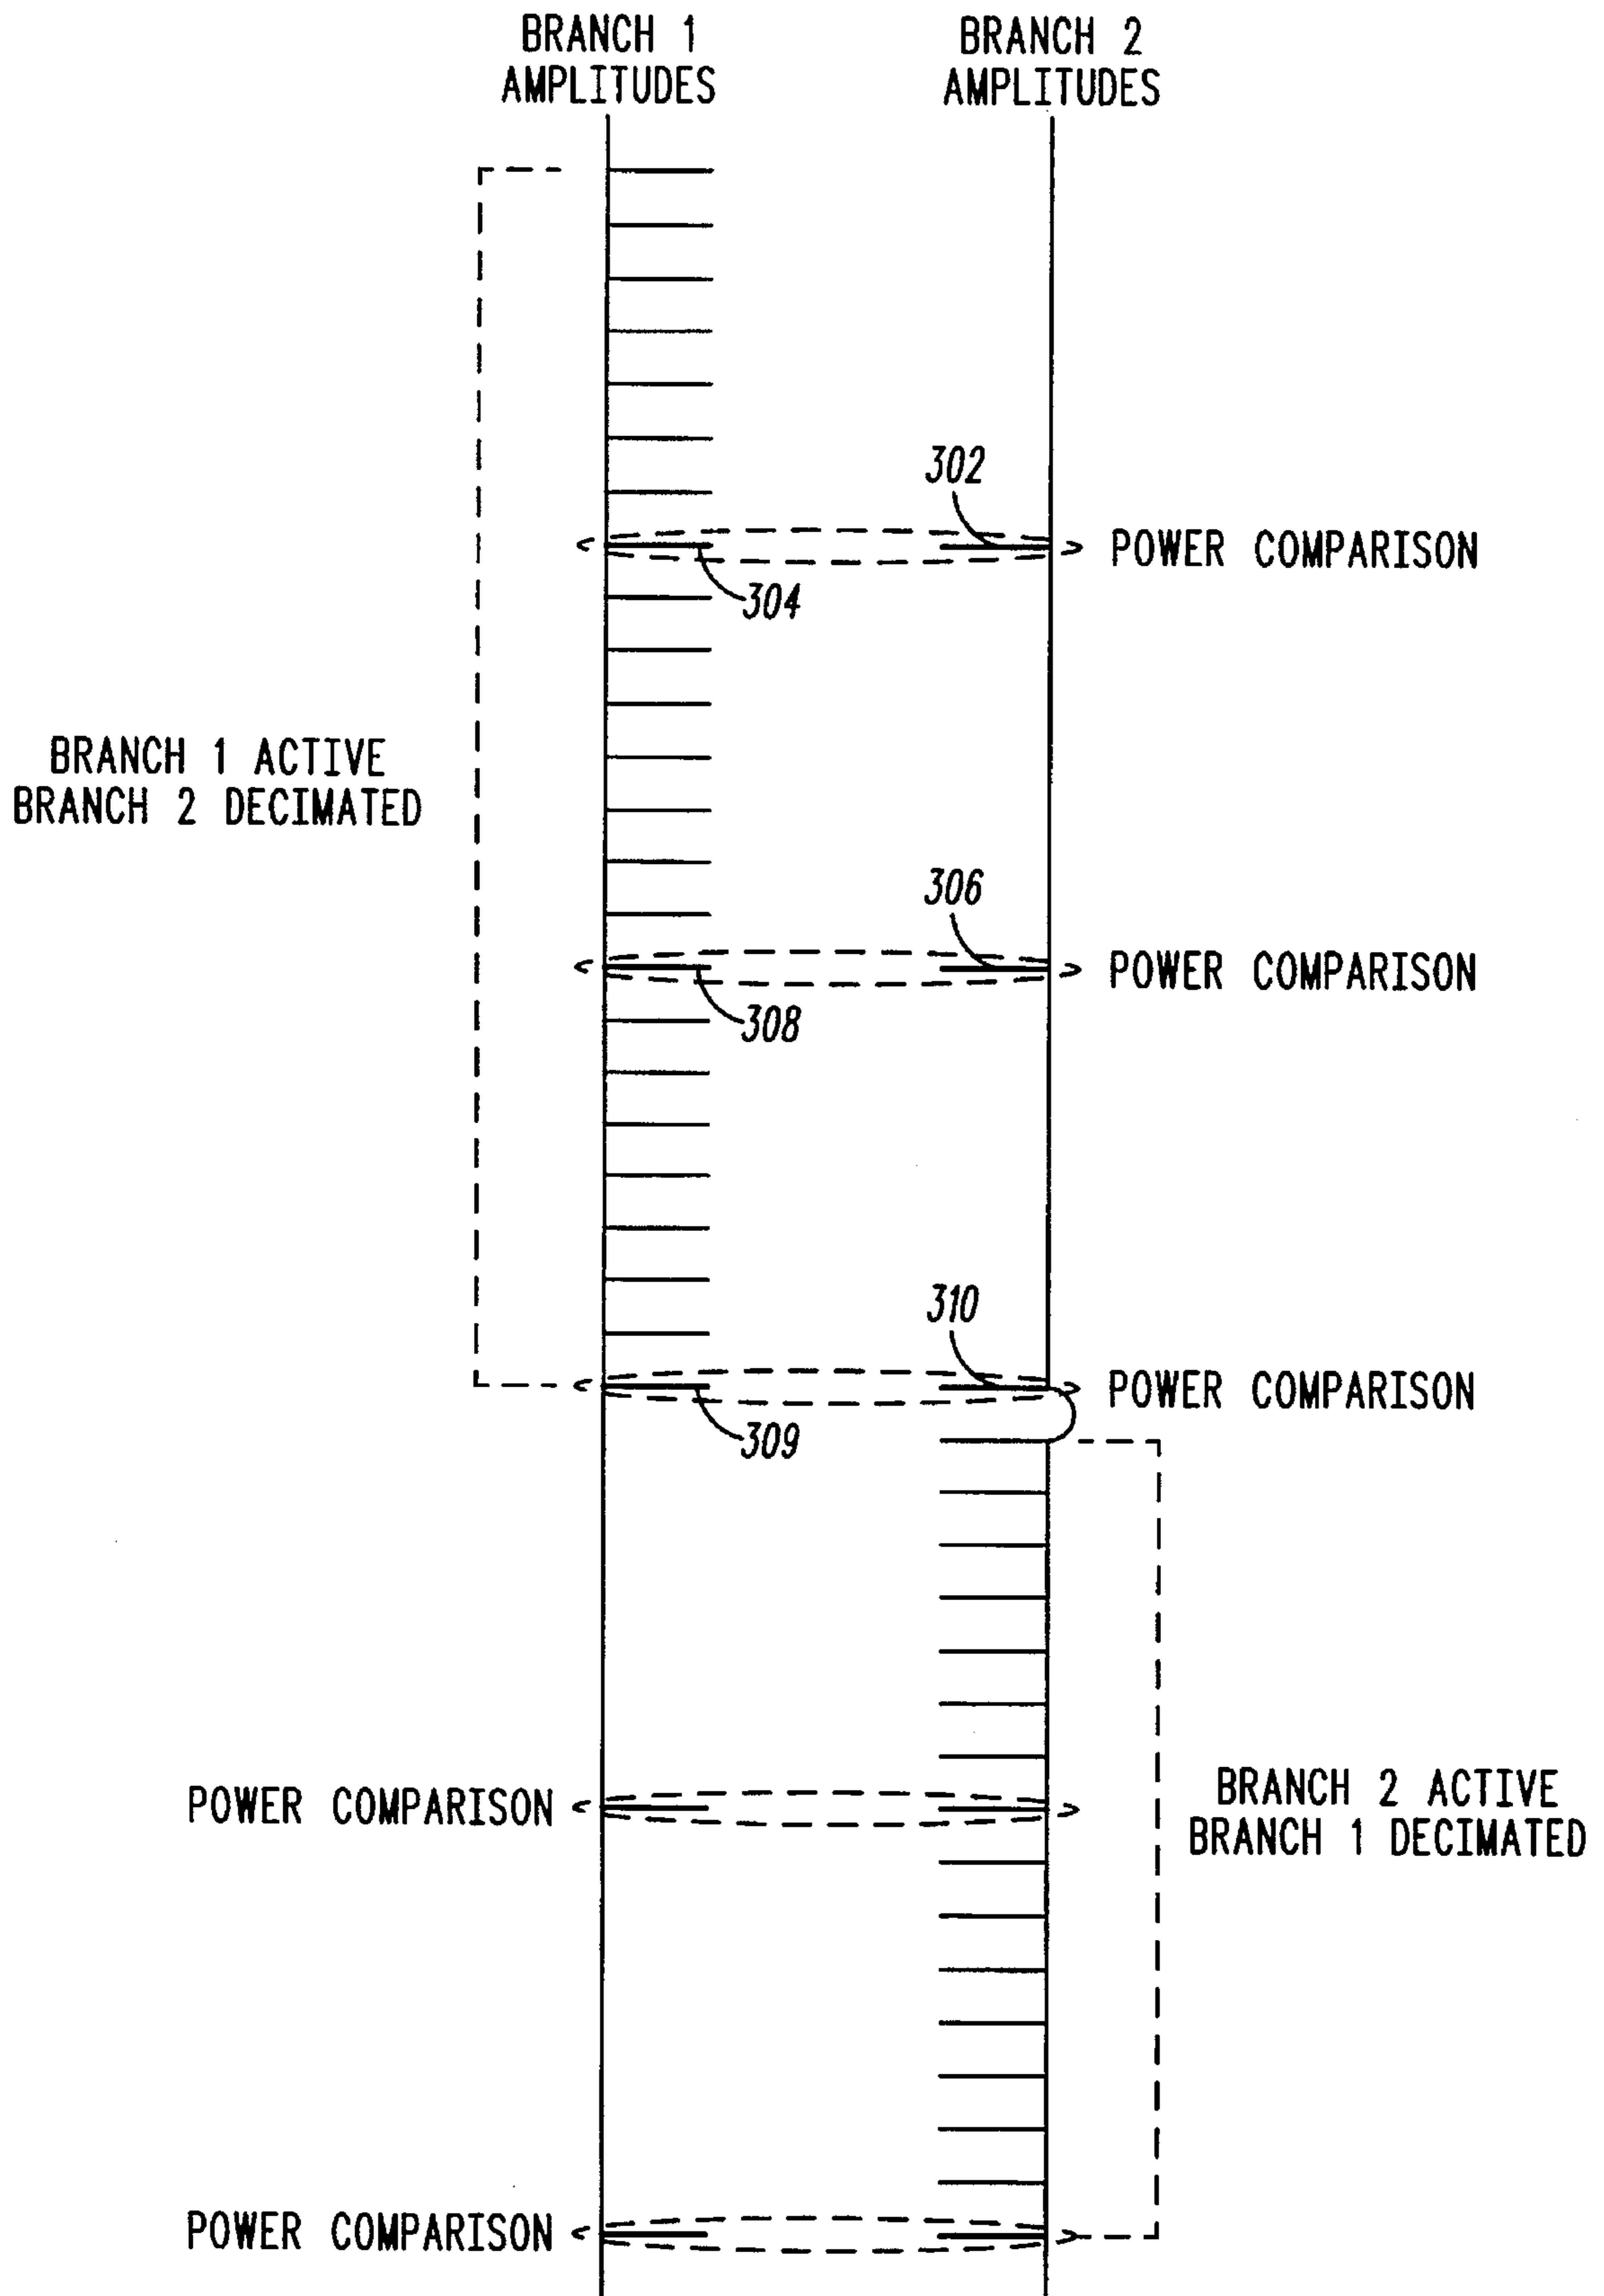 BRANCH 1
AMPLITUDES
BRANCH 2
AMPLITUDES
302
POWER COMPARISON
304
BRANCH 1 ACTIVE
BRANCH 2 DECIMATED
306
POWER COMPARISON
308
310
POWER COMPARISON
309
POWER COMPARISON
BRANCH 2 ACTIVE
BRANCH 1 DECIMATED
POWER COMPARISON